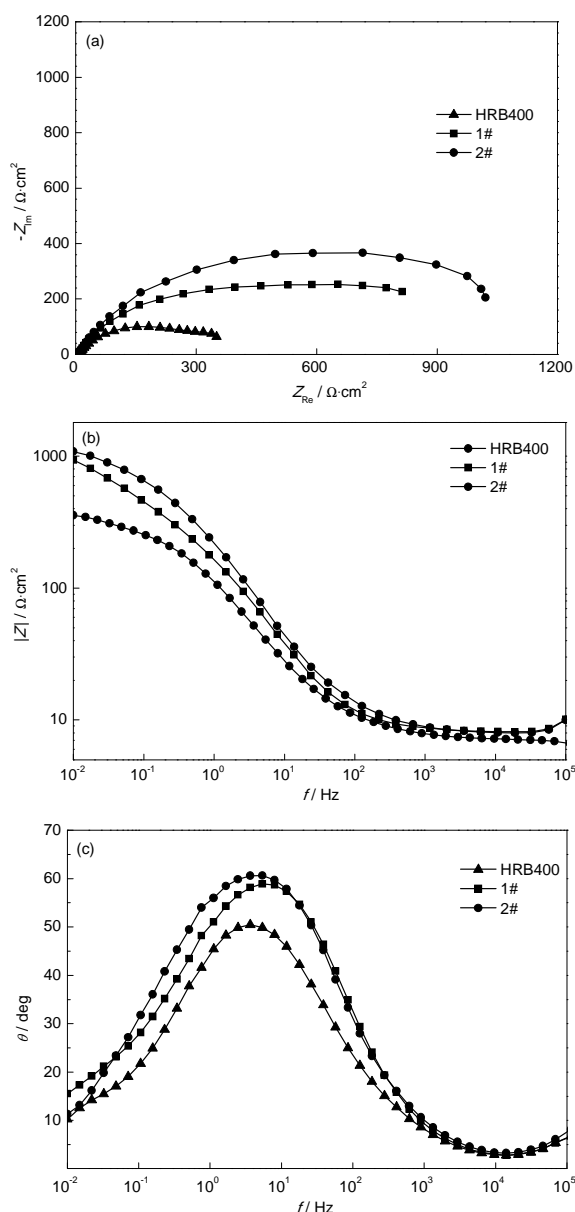 (a)
1200
1000
800
600
400
200
0
-Z_Im / Ω·cm²
HRB400
1#
2#
0 300 600 900 1200
Z_Re / Ω·cm²
(b)
1000
100
10
|Z| / Ω·cm²
HRB400
1#
2#
10⁻² 10⁻¹ 10⁰ 10¹ 10² 10³ 10⁴ 10⁵
f / Hz
(c)
70
60
50
40
30
20
10
θ / deg
HRB400
1#
2#
10⁻² 10⁻¹ 10⁰ 10¹ 10² 10³ 10⁴ 10⁵
f / Hz